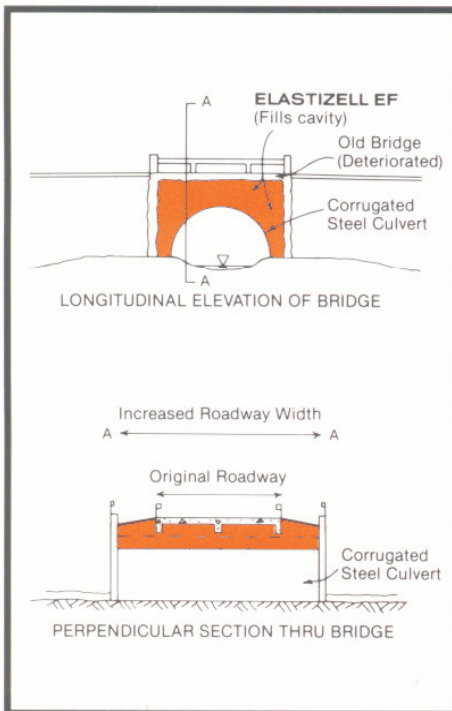 A
ELASTIZELL EF
(Fills cavity)
Old Bridge
(Deteriorated)
Corrugated
Steel Culvert
A
LONGITUDINAL ELEVATION OF BRIDGE
Increased Roadway Width
A A
Original Roadway
Corrugated
Steel Culvert
PERPENDICULAR SECTION THRU BRIDGE